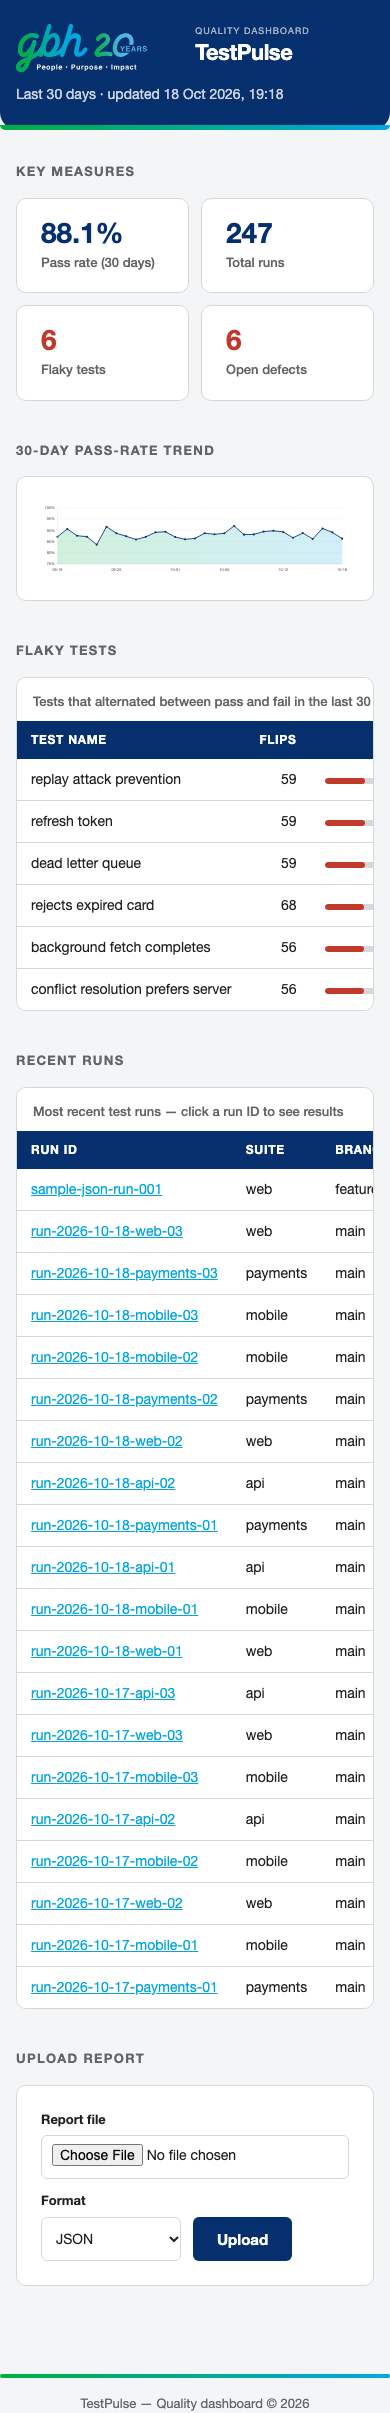 gbh 20 YEARS
People · Purpose · Impact
QUALITY DASHBOARD
TestPulse
Last 30 days · updated 18 Oct 2026, 19:18
KEY MEASURES
88.1%
Pass rate (30 days)
247
Total runs
6
Flaky tests
6
Open defects
30-DAY PASS-RATE TREND
100%
95%
90%
85%
80%
75%
FLAKY TESTS
Tests that alternated between pass and fail in the last 30
TEST NAME FLIPS
replay attack prevention 59
refresh token 59
dead letter queue 59
rejects expired card 68
background fetch completes 56
conflict resolution prefers server 56
RECENT RUNS
Most recent test runs — click a run ID to see results
RUN ID SUITE BRAN
sample-json-run-001 web feature
run-2026-10-18-web-03 web main
run-2026-10-18-payments-03 payments main
run-2026-10-18-mobile-03 mobile main
run-2026-10-18-mobile-02 mobile main
run-2026-10-18-payments-02 payments main
run-2026-10-18-web-02 web main
run-2026-10-18-api-02 api main
run-2026-10-18-payments-01 payments main
run-2026-10-18-api-01 api main
run-2026-10-18-mobile-01 mobile main
run-2026-10-18-web-01 web main
run-2026-10-17-api-03 api main
run-2026-10-17-web-03 web main
run-2026-10-17-mobile-03 mobile main
run-2026-10-17-api-02 api main
run-2026-10-17-mobile-02 mobile main
run-2026-10-17-web-02 web main
run-2026-10-17-mobile-01 mobile main
run-2026-10-17-payments-01 payments main
UPLOAD REPORT
Report file
Choose File No file chosen
Format
JSON
Upload
TestPulse — Quality dashboard © 2026